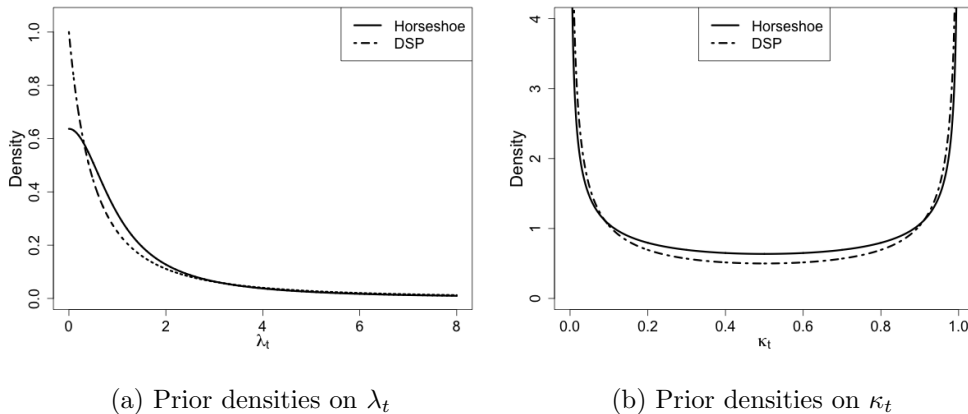 Density
0.0 0.2 0.4 0.6 0.8 1.0
Horseshoe
DSP
0 2 4 6 8
λt
Density
0 1 2 3 4
Horseshoe
DSP
0.0 0.2 0.4 0.6 0.8 1.0
κt
(a) Prior densities on λt
(b) Prior densities on κt